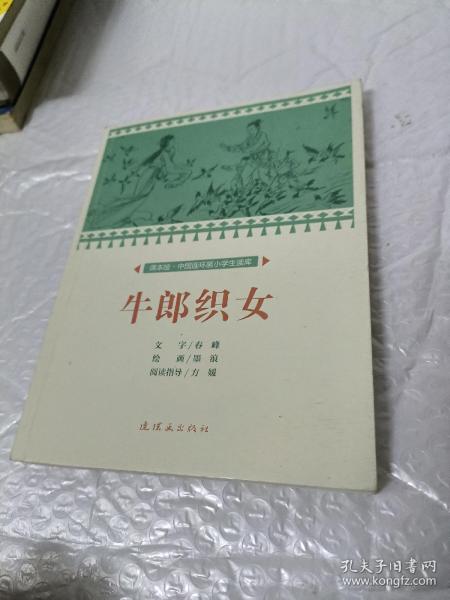 课本绘·中国连环画小学生读库
牛郎织女
文 字/春 峰
绘 画/墨 浪
阅读指导/方 媛
连环画出版社
孔夫子旧书网
www.kongfz.com